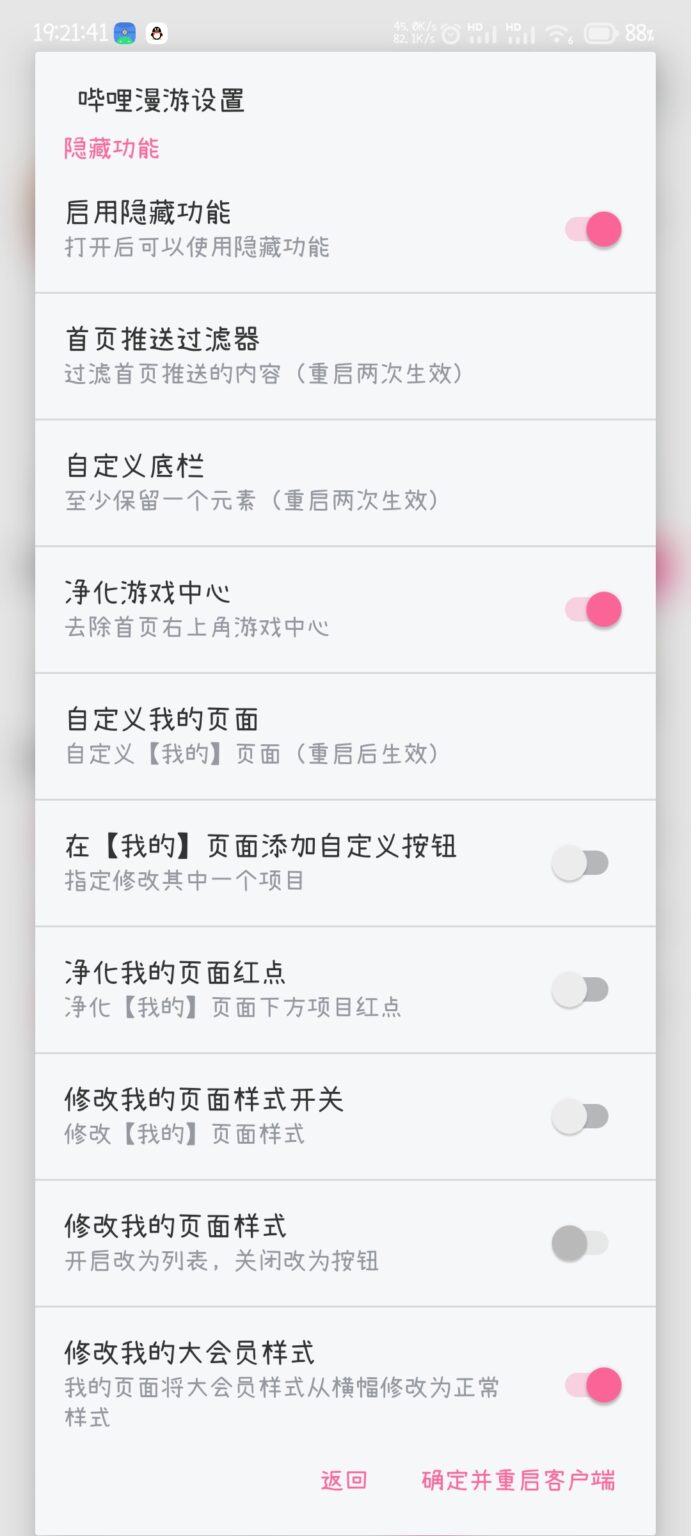 19:21:41
45.0K/s
82.1K/s
HD
HD
6
88%
哔哩漫游设置
隐藏功能
启用隐藏功能
打开后可以使用隐藏功能
首页推送过滤器
过滤首页推送的内容（重启两次生效）
自定义底栏
至少保留一个元素（重启两次生效）
净化游戏中心
去除首页右上角游戏中心
自定义我的页面
自定义【我的】页面（重启后生效）
在【我的】页面添加自定义按钮
指定修改其中一个项目
净化我的页面红点
净化【我的】页面下方项目红点
修改我的页面样式开关
修改【我的】页面样式
修改我的页面样式
开启改为列表，关闭改为按钮
修改我的大会员样式
我的页面将大会员样式从横幅修改为正常
样式
返回 确定并重启客户端